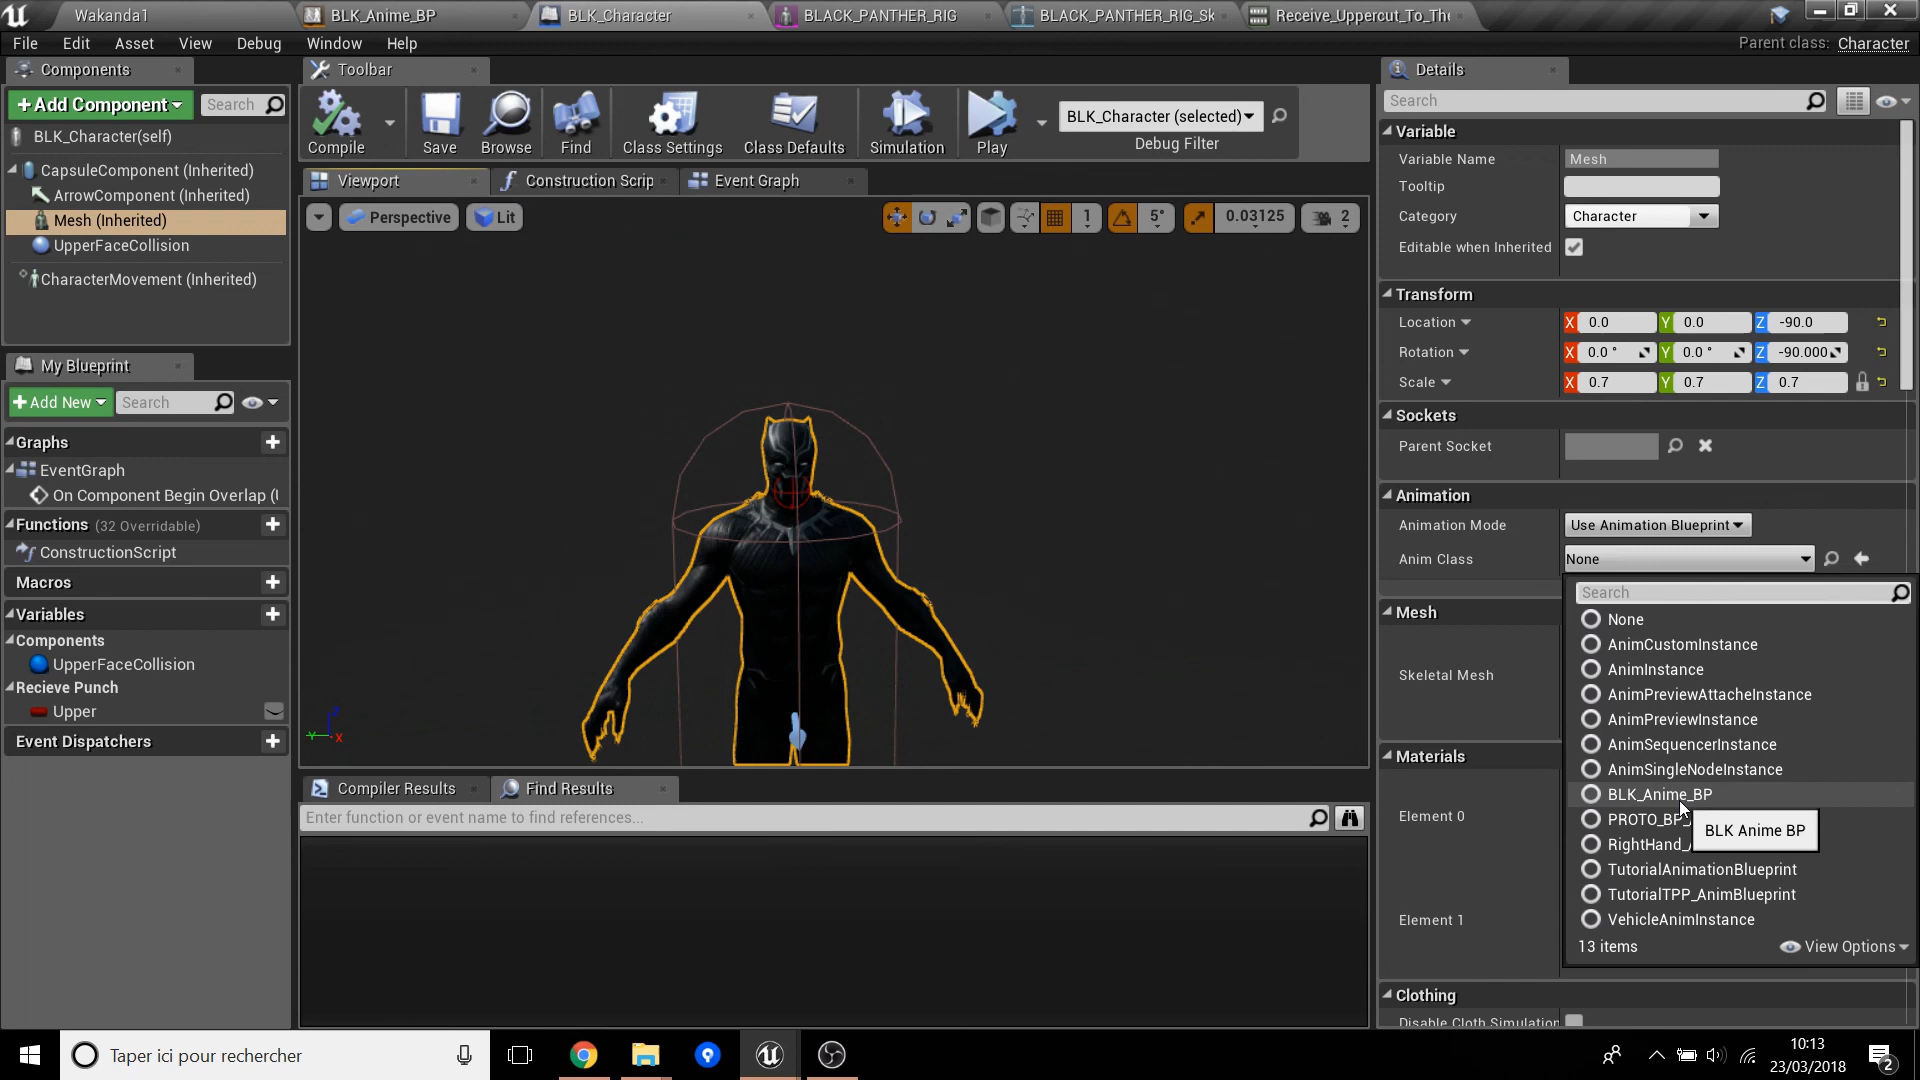 Wakanda1
BLK_Anime_BP
BLK_Character
BLACK_PANTHER_RIG
BLACK_PANTHER_RIG_Sk
Receive_Uppercut_To_The
File Edit Asset View Debug Window Help
Parent class: Character
Components
Toolbar
Details
+Add Component
Search
BLK_Character(self)
CapsuleComponent (Inherited)
ArrowComponent (Inherited)
Mesh (Inherited)
UpperFaceCollision
CharacterMovement (Inherited)
Compile
Save
Browse
Find
Class Settings
Class Defaults
Simulation
Play
BLK_Character (selected)
Debug Filter
Viewport
Construction Scrip
Event Graph
Perspective
Lit
1
5°
0.03125
2
My Blueprint
+Add New
Search
Graphs
EventGraph
On Component Begin Overlap (
Functions (32 Overridable)
ConstructionScript
Macros
Variables
Components
UpperFaceCollision
Recieve Punch
Upper
Event Dispatchers
Compiler Results
Find Results
Enter function or event name to find references...
Search
Variable
Variable Name Mesh
Tooltip
Category Character
Editable when Inherited
Transform
Location X 0.0 Y 0.0 Z -90.0
Rotation X 0.0 ° Y 0.0 ° Z -90.000
Scale X 0.7 Y 0.7 Z 0.7
Sockets
Parent Socket
Animation
Animation Mode Use Animation Blueprint
Anim Class None
Search
None
AnimCustomInstance
AnimInstance
AnimPreviewAttacheInstance
AnimPreviewInstance
AnimSequencerInstance
AnimSingleNodeInstance
BLK_Anime_BP
PROTO_BP_
BLK Anime BP
RightHand_
TutorialAnimationBlueprint
TutorialTPP_AnimBlueprint
VehicleAnimInstance
13 items
View Options
Mesh
Skeletal Mesh
Materials
Element 0
Element 1
Clothing
Disable Cloth Simulation
Taper ici pour rechercher
10:13
23/03/2018
2